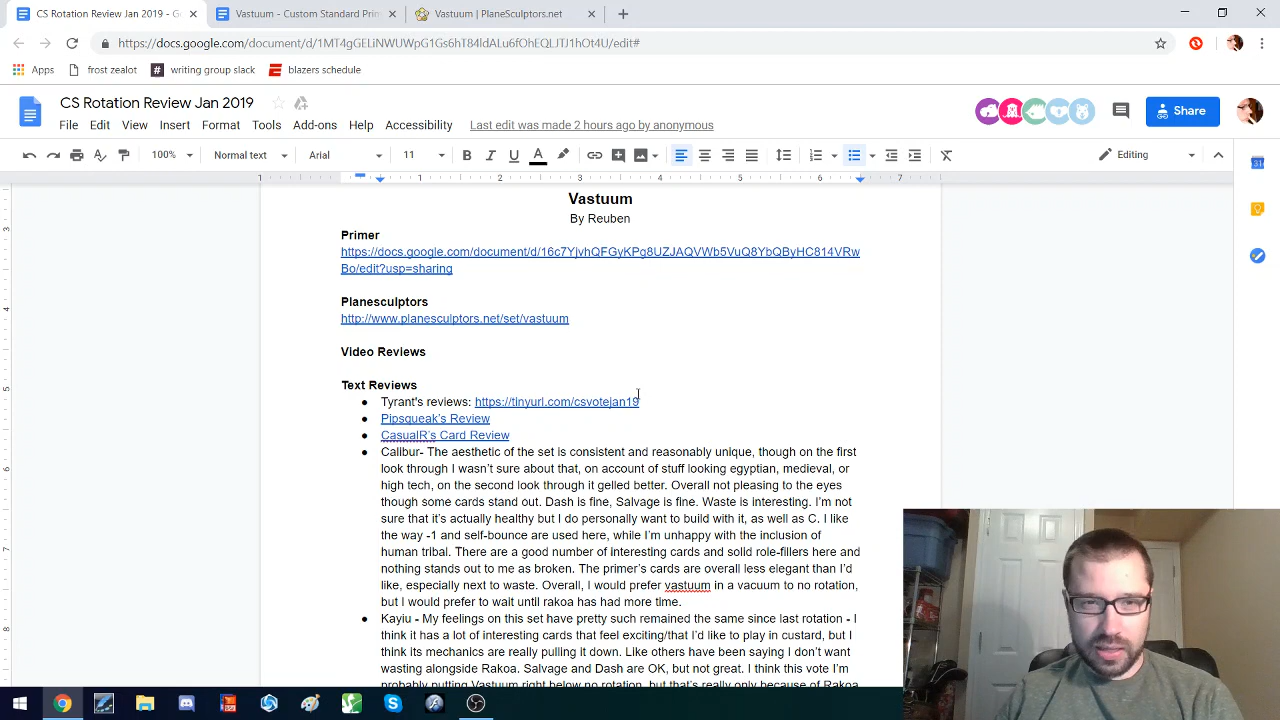 CS Rotation Review Jan 2019 - G
Vastuum - Custom Standard Prim
Vastuum | PlaneSculptors.net
https://docs.google.com/document/d/1MT4gGELiNWUWpG1Gs6hT84ldALu6fOhEQLJTJ1hOt4U/edit#
Apps
frost zealot
writing group slack
blazers schedule
CS Rotation Review Jan 2019
File Edit View Insert Format Tools Add-ons Help Accessibility
Last edit was made 2 hours ago by anonymous
Share
100% Normal text Arial 11
Editing
1 1 2 3 4 5 6 7
Vastuum
By Reuben
Primer
https://docs.google.com/document/d/16c7YjvhQFGyKPg8UZJAQVWb5VuQ8YbQByHC814VRw
Bo/edit?usp=sharing
Planesculptors
http://www.planesculptors.net/set/vastuum
Video Reviews
Text Reviews
Tyrant's reviews: https://tinyurl.com/csvotejan19
Pipsqueak's Review
CasualR's Card Review
Calibur- The aesthetic of the set is consistent and reasonably unique, though on the first
look through I wasn't sure about that, on account of stuff looking egyptian, medieval, or
high tech, on the second look through it gelled better. Overall not pleasing to the eyes
though some cards stand out. Dash is fine, Salvage is fine. Waste is interesting. I'm not
sure that it's actually healthy but I do personally want to build with it, as well as C. I like
the way -1 and self-bounce are used here, while I'm unhappy with the inclusion of
human tribal. There are a good number of interesting cards and solid role-fillers here and
nothing stands out to me as broken. The primer's cards are overall less elegant than I'd
like, especially next to waste. Overall, I would prefer vastuum in a vacuum to no rotation,
but I would prefer to wait until rakoa has had more time.
Kayiu - My feelings on this set have pretty such remained the same since last rotation - I
think it has a lot of interesting cards that feel exciting/that I'd like to play in custard, but I
think its mechanics are really pulling it down. Like others have been saying I don't want
wasting alongside Rakoa. Salvage and Dash are OK, but not great. I think this vote I'm
probably putting Vastuum right below no rotation, but that's really only because of Rakoa